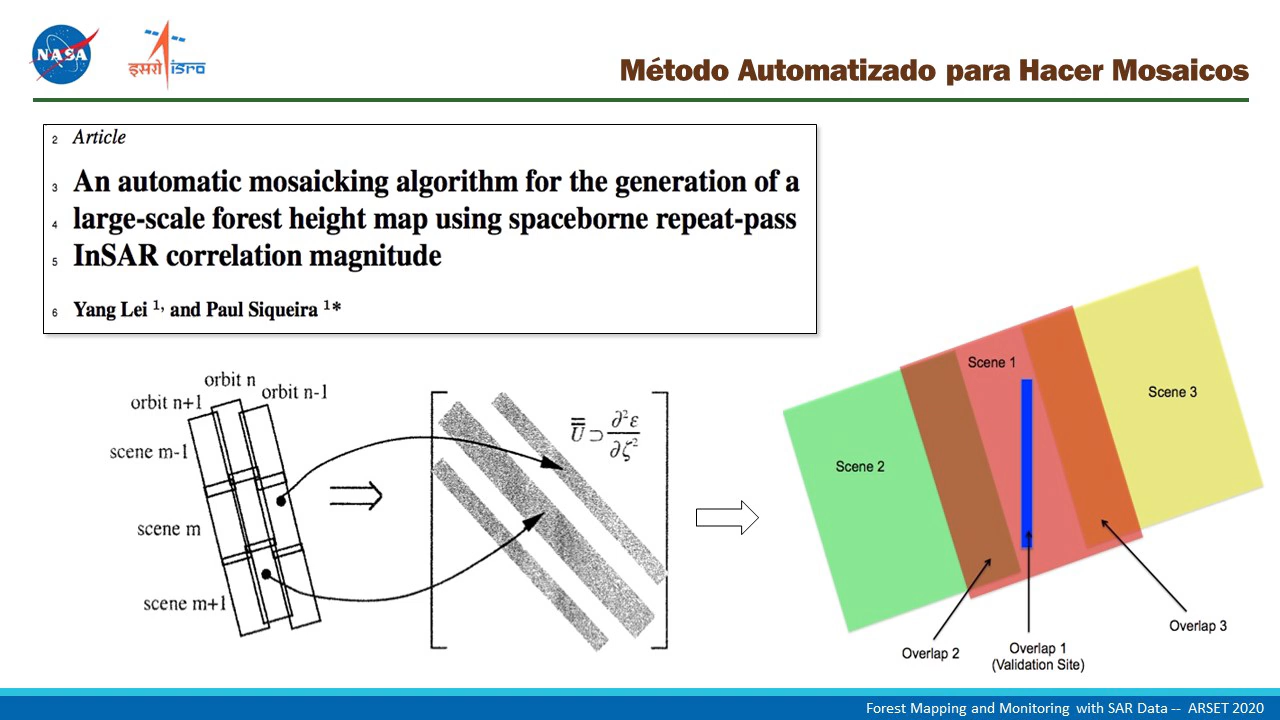 NASA
इसरो isro
Método Automatizado para Hacer Mosaicos
2 Article
3 An automatic mosaicking algorithm for the generation of a
4 large-scale forest height map using spaceborne repeat-pass
5 InSAR correlation magnitude
6 Yang Lei ¹, and Paul Siqueira ¹*
orbit n
orbit n+1
orbit n-1
scene m-1
scene m
scene m+1
U̿ ⊃ ∂²ε / ∂ζ²
Scene 1
Scene 2
Scene 3
Overlap 2
Overlap 1
(Validation Site)
Overlap 3
Forest Mapping and Monitoring with SAR Data -- ARSET 2020